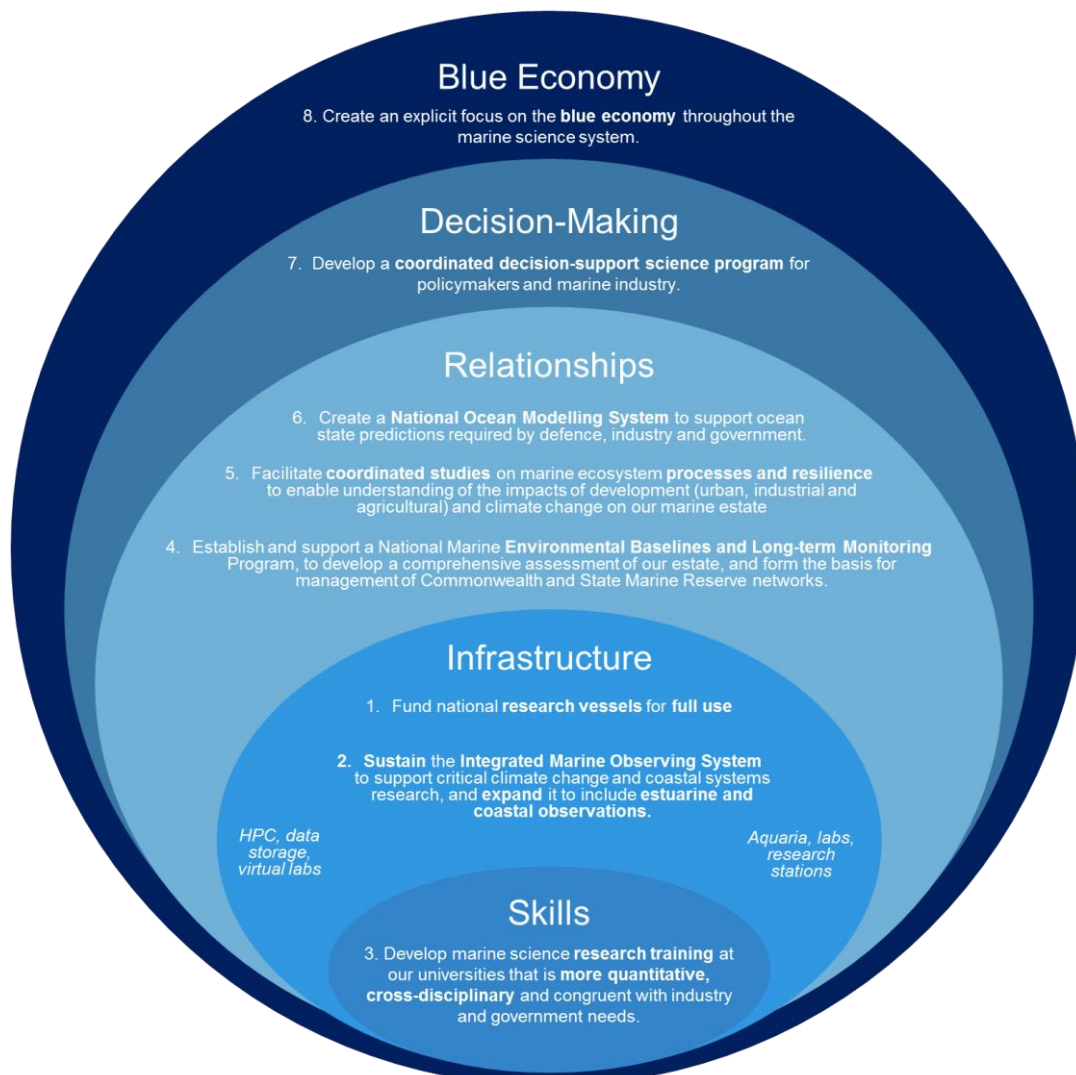 Blue Economy
8. Create an explicit focus on the blue economy throughout the
marine science system.
Decision-Making
7. Develop a coordinated decision-support science program for
policymakers and marine industry.
Relationships
6. Create a National Ocean Modelling System to support ocean
state predictions required by defence, industry and government.
5. Facilitate coordinated studies on marine ecosystem processes and resilience
to enable understanding of the impacts of development (urban, industrial and
agricultural) and climate change on our marine estate
4. Establish and support a National Marine Environmental Baselines and Long-term Monitoring
Program, to develop a comprehensive assessment of our estate, and form the basis for
management of Commonwealth and State Marine Reserve networks.
Infrastructure
1. Fund national research vessels for full use
2. Sustain the Integrated Marine Observing System
to support critical climate change and coastal systems
research, and expand it to include estuarine and
coastal observations.
HPC, data
storage,
virtual labs
Aquaria, labs,
research
stations
Skills
3. Develop marine science research training at
our universities that is more quantitative,
cross-disciplinary and congruent with industry
and government needs.